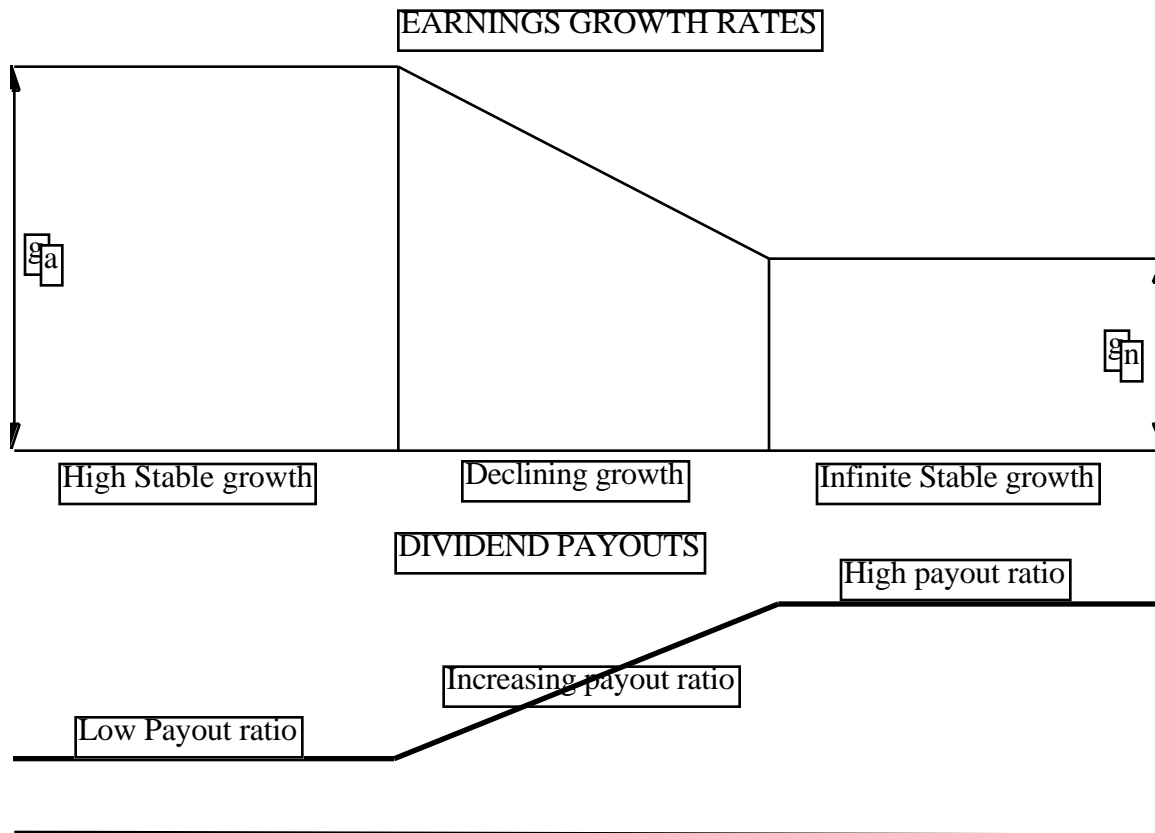 EARNINGS GROWTH RATES
ga
gn
High Stable growth
Declining growth
Infinite Stable growth
DIVIDEND PAYOUTS
High payout ratio
Increasing payout ratio
Low Payout ratio